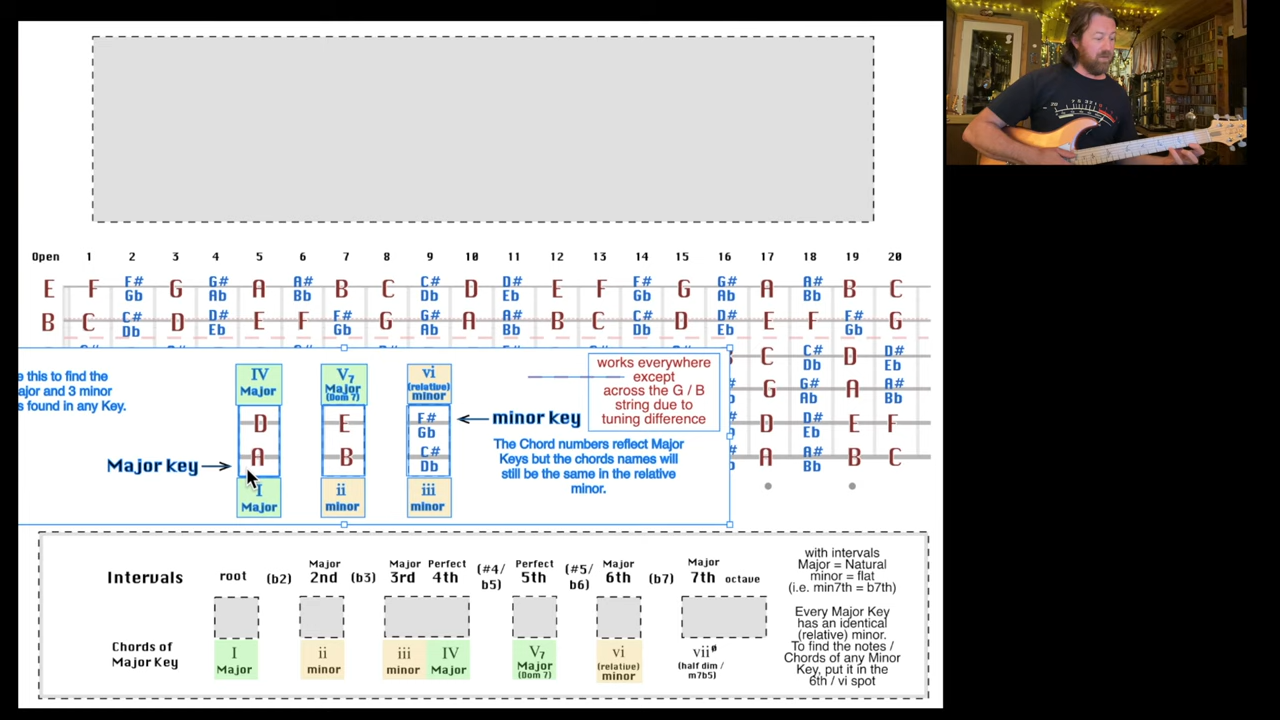 Open 1 2 3 4 5 6 7 8 9 10 11 12 13 14 15 16 17 18 19 20
E F F# Gb G G# Ab A A# Bb B C C# Db D D# Eb E F F# Gb G G# Ab A A# Bb B C
B C C# Db D D# Eb E F F# Gb G G# Ab A A# Bb B C C# Db D D# Eb E F F# Gb G
C C# Db D D# Eb
G G# Ab A A# Bb
D D# Eb E F
A A# Bb B C
e this to find the
ajor and 3 minor
s found in any Key.
IV
Major
V7
Major
(Dom 7)
vi
(relative)
minor
D E F# Gb
A B C# Db
I
Major
ii
minor
iii
minor
Major key
minor key
works everywhere
except
across the G / B
string due to
tuning difference
The Chord numbers reflect Major
Keys but the chords names will
still be the same in the relative
minor.
Intervals
root
(b2)
Major
2nd
(b3)
Major
3rd
Perfect
4th
(#4/
b5)
Perfect
5th
(#5/
b6)
Major
6th
(b7)
Major
7th
octave
Chords of
Major Key
I
Major
ii
minor
iii
minor
IV
Major
V7
Major
(Dom 7)
vi
(relative)
minor
viiø
(half dim /
m7b5)
with intervals
Major = Natural
minor = flat
(i.e. min7th = b7th)
Every Major Key
has an identical
(relative) minor.
To find the notes /
Chords of any Minor
Key, put it in the
6th / vi spot